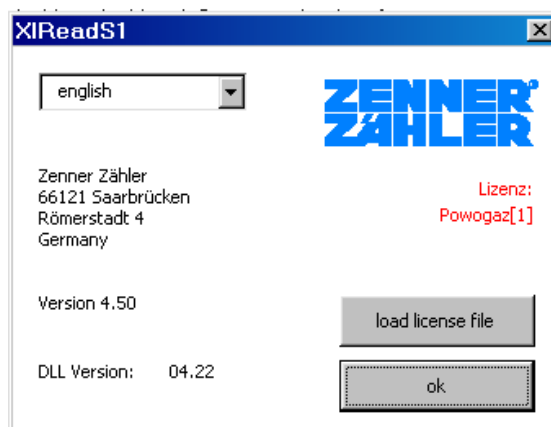 XlReadS1
english
ZENNER
ZÄHLER
Zenner Zähler
66121 Saarbrücken
Römerstadt 4
Germany
Lizenz:
Powogaz[1]
Version 4.50
load license file
DLL Version: 04.22
ok